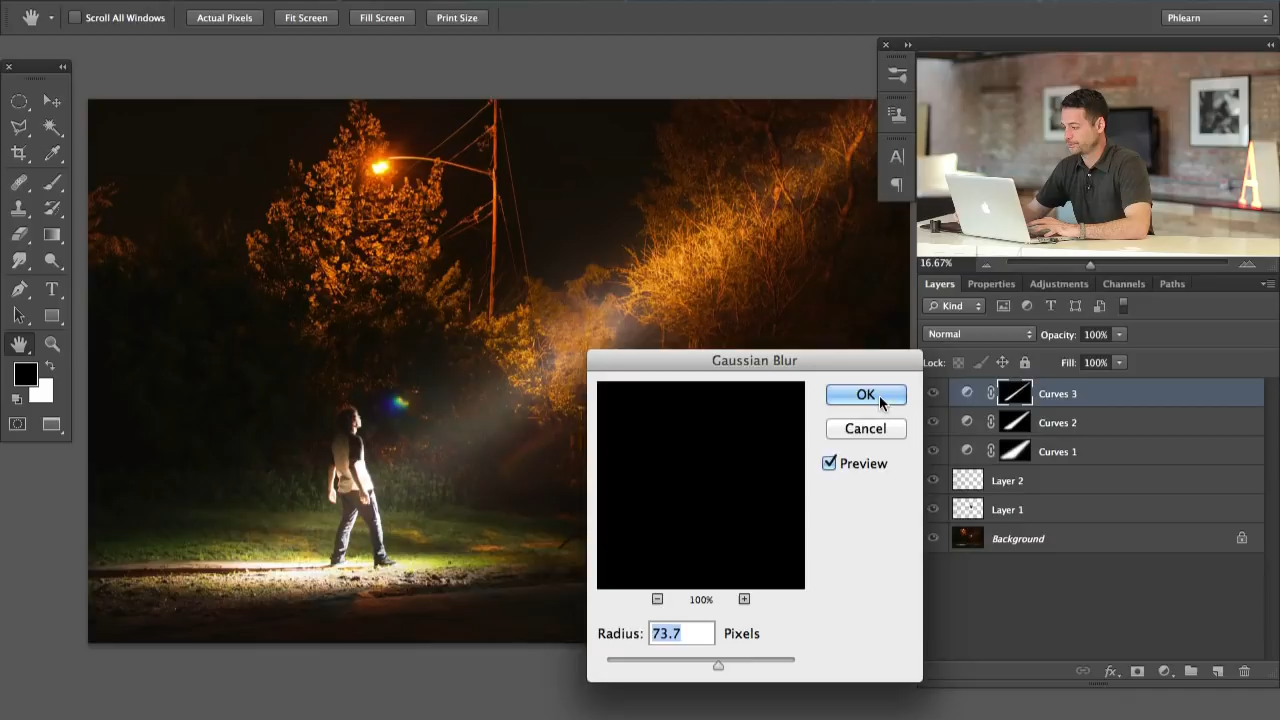 Scroll All Windows
Actual Pixels
Fit Screen
Fill Screen
Print Size
Phlearn
16.67%
Layers
Properties
Adjustments
Channels
Paths
Kind
Normal
Opacity: 100%
Lock:
Fill: 100%
Curves 3
Curves 2
Curves 1
Layer 2
Layer 1
Background
Gaussian Blur
OK
Cancel
Preview
100%
Radius: 73.7 Pixels